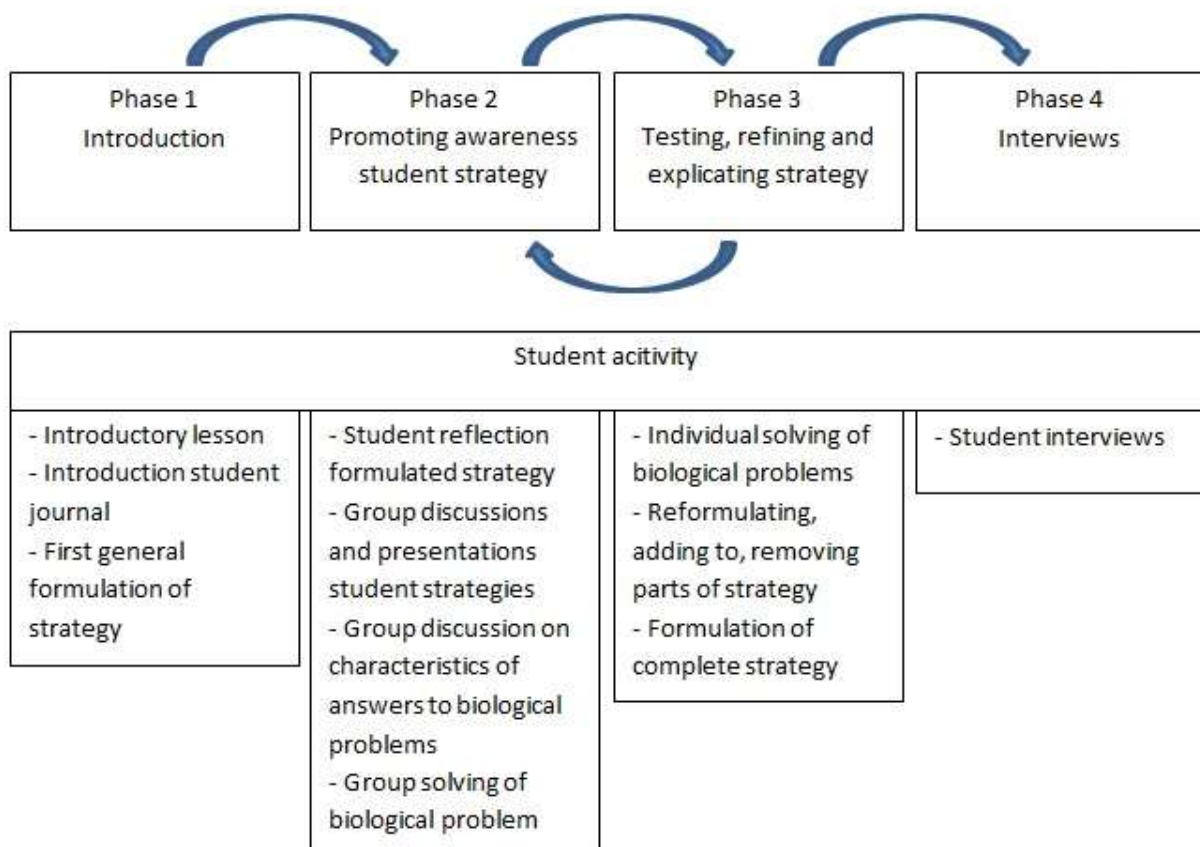 Phase 1
Introduction
Phase 2
Promoting awareness
student strategy
Phase 3
Testing, refining and
explicating strategy
Phase 4
Interviews
Student acitivity
- Introductory lesson
- Introduction student
journal
- First general
formulation of
strategy
- Student reflection
formulated strategy
- Group discussions
and presentations
student strategies
- Group discussion on
characteristics of
answers to biological
problems
- Group solving of
biological problem
- Individual solving of
biological problems
- Reformulating,
adding to, removing
parts of strategy
- Formulation of
complete strategy
- Student interviews